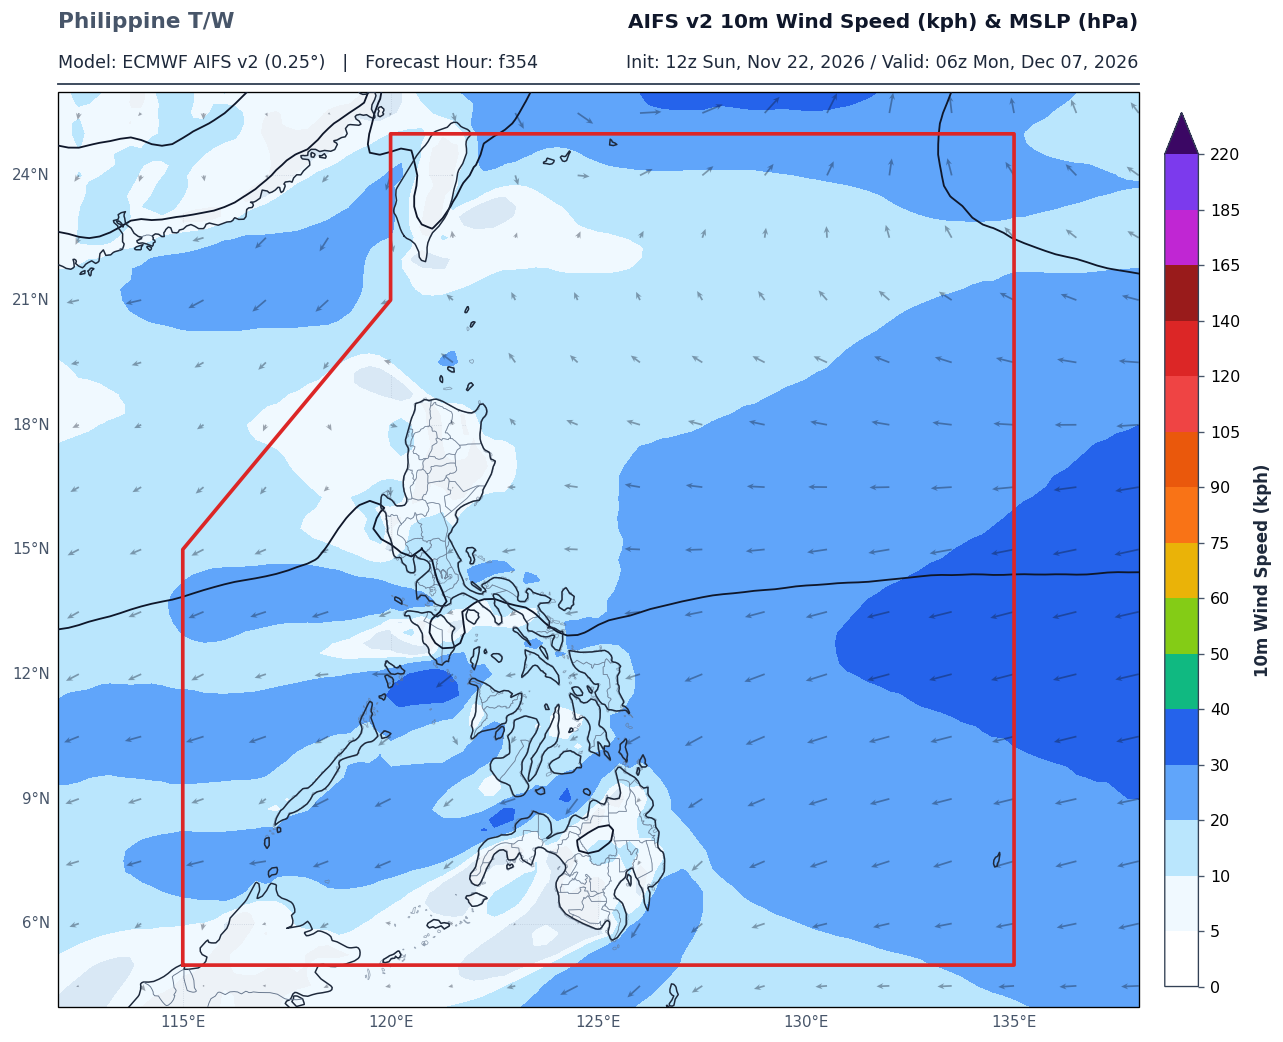 Philippine T/W
AIFS v2 10m Wind Speed (kph) & MSLP (hPa)
Model: ECMWF AIFS v2 (0.25°) | Forecast Hour: f354
Init: 12z Sun, Nov 22, 2026 / Valid: 06z Mon, Dec 07, 2026
24°N
21°N
18°N
15°N
12°N
9°N
6°N
115°E
120°E
125°E
130°E
135°E
220
185
165
140
120
105
90
75
60
50
40
30
20
10
5
0
10m Wind Speed (kph)